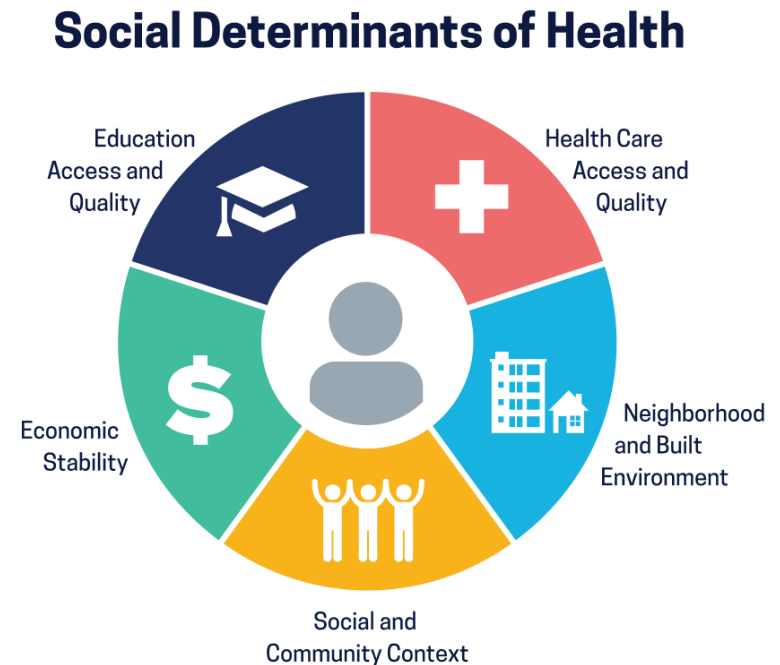 Social Determinants of Health
Education
Access and
Quality
Health Care
Access and
Quality
Economic
Stability
Neighborhood
and Built
Environment
Social and
Community Context